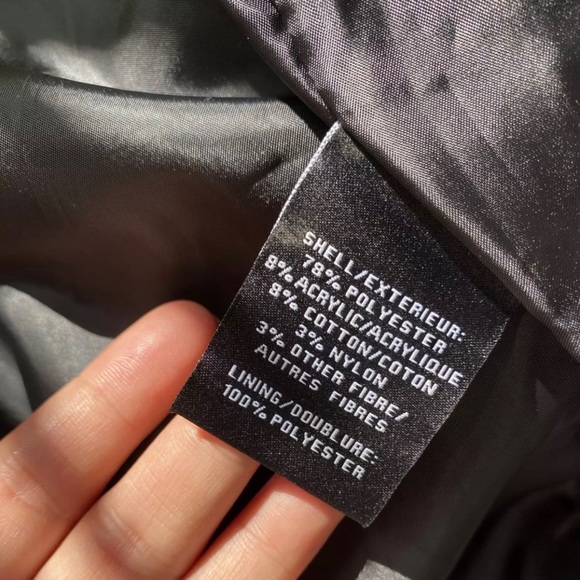 SHELL/EXTERIEUR:
78% POLYESTER
8% ACRYLIC/ACRYLIQUE
8% COTTON/COTON
3% NYLON
3% OTHER FIBRE/
AUTRES FIBRES
LINING/DOUBLURE:
100% POLYESTER